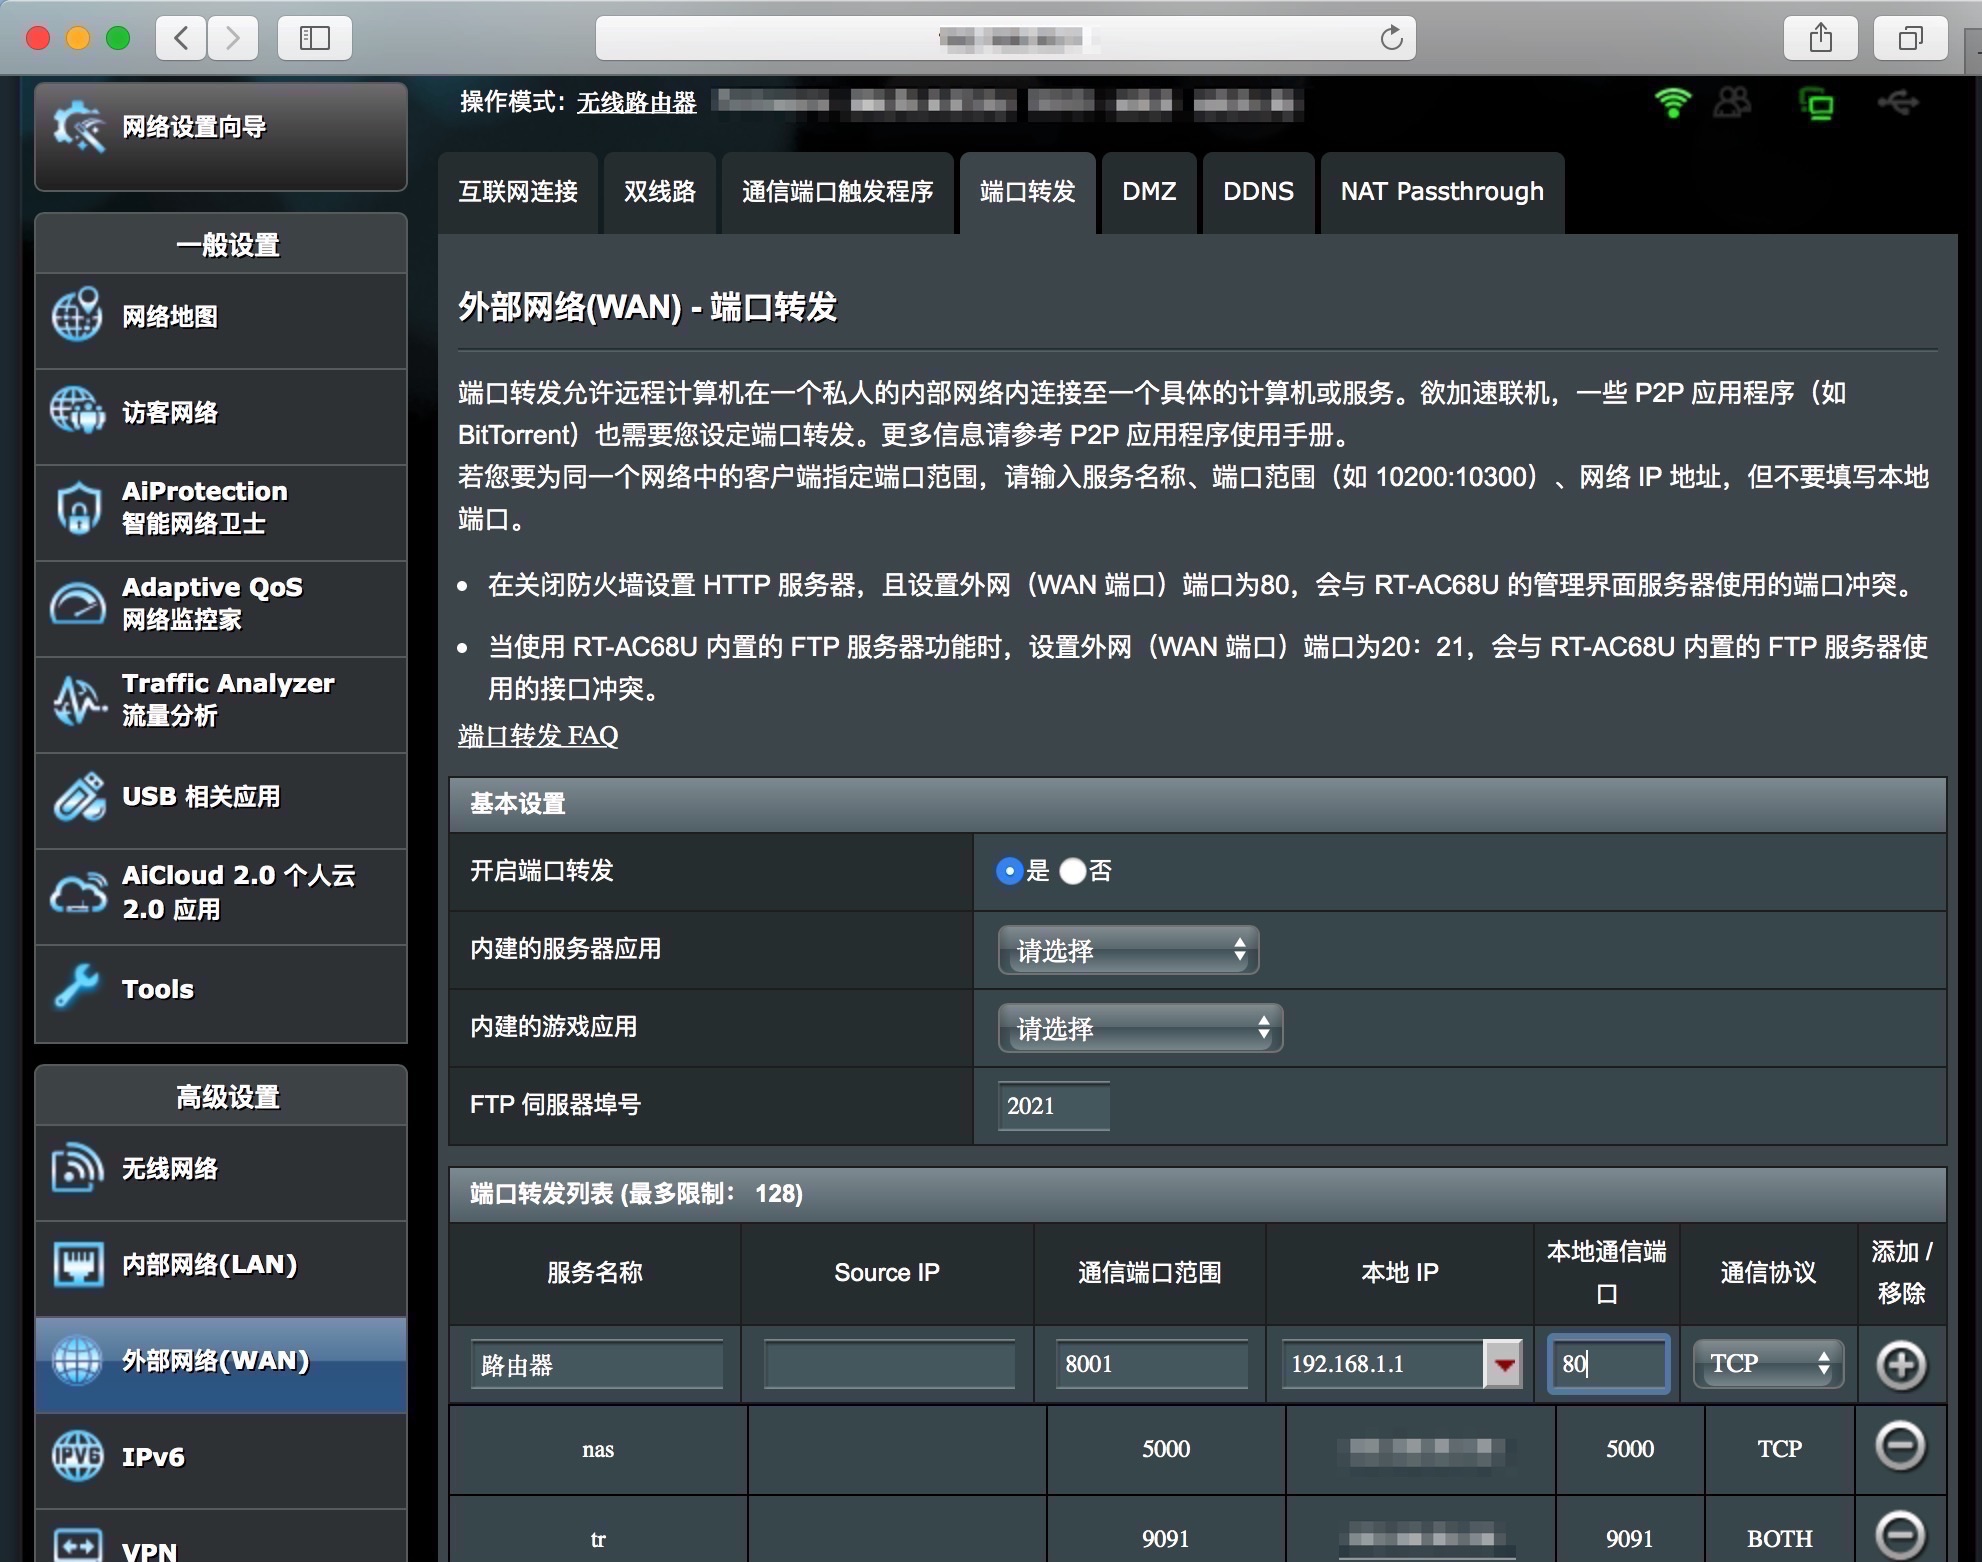 网络设置向导
一般设置
网络地图
访客网络
AiProtection
智能网络卫士
Adaptive QoS
网络监控家
Traffic Analyzer
流量分析
USB 相关应用
AiCloud 2.0 个人云
2.0 应用
Tools
高级设置
无线网络
内部网络(LAN)
外部网络(WAN)
IPv6
VPN
操作模式：无线路由器
互联网连接 双线路 通信端口触发程序 端口转发 DMZ DDNS NAT Passthrough
外部网络(WAN) - 端口转发
端口转发允许远程计算机在一个私人的内部网络内连接至一个具体的计算机或服务。欲加速联机，一些 P2P 应用程序（如
BitTorrent）也需要您设定端口转发。更多信息请参考 P2P 应用程序使用手册。
若您要为同一个网络中的客户端指定端口范围，请输入服务名称、端口范围（如 10200:10300）、网络 IP 地址，但不要填写本地
端口。
• 在关闭防火墙设置 HTTP 服务器，且设置外网（WAN 端口）端口为80，会与 RT-AC68U 的管理界面服务器使用的端口冲突。
• 当使用 RT-AC68U 内置的 FTP 服务器功能时，设置外网（WAN 端口）端口为20：21，会与 RT-AC68U 内置的 FTP 服务器使
用的接口冲突。
端口转发 FAQ
基本设置
开启端口转发 是 否
内建的服务器应用 请选择
内建的游戏应用 请选择
FTP 伺服器埠号 2021
端口转发列表 (最多限制： 128)
服务名称 Source IP 通信端口范围 本地 IP 本地通信端口 通信协议 添加 / 移除
路由器 8001 192.168.1.1 80 TCP
nas 5000 5000 TCP
tr 9091 9091 BOTH
IPV6